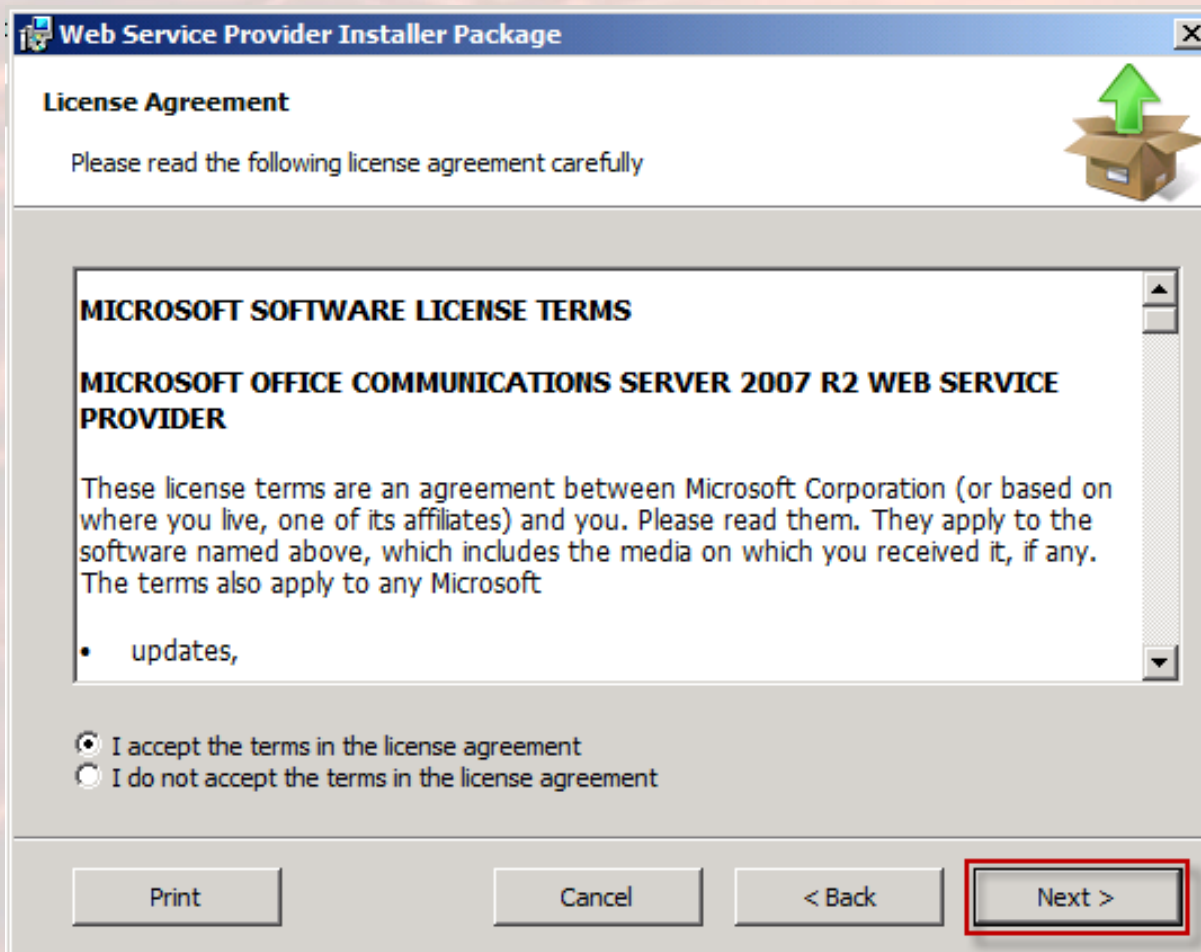 Web Service Provider Installer Package
License Agreement
Please read the following license agreement carefully
MICROSOFT SOFTWARE LICENSE TERMS
MICROSOFT OFFICE COMMUNICATIONS SERVER 2007 R2 WEB SERVICE
PROVIDER
These license terms are an agreement between Microsoft Corporation (or based on
where you live, one of its affiliates) and you. Please read them. They apply to the
software named above, which includes the media on which you received it, if any.
The terms also apply to any Microsoft
• updates,
I accept the terms in the license agreement
I do not accept the terms in the license agreement
Print Cancel < Back Next >